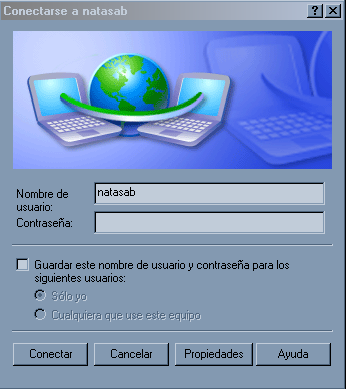 Conectarse a natasab
Nombre de
usuario:
natasab
Contraseña:
Guardar este nombre de usuario y contraseña para los
siguientes usuarios:
Sólo yo
Cualquiera que use este equipo
Conectar
Cancelar
Propiedades
Ayuda